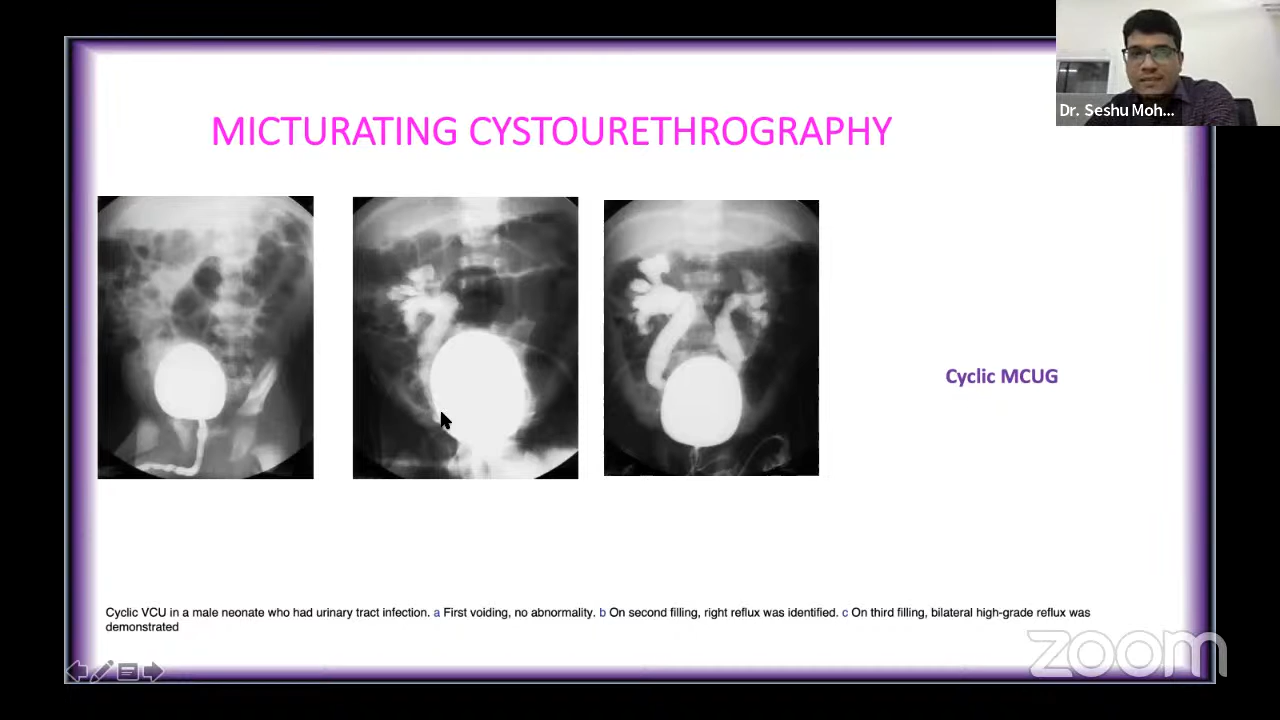 Dr. Seshu Moh...
MICTURATING CYSTOURETHROGRAPHY
Cyclic MCUG
Cyclic VCU in a male neonate who had urinary tract infection. a First voiding, no abnormality. b On second filling, right reflux was identified. c On third filling, bilateral high-grade reflux was
demonstrated
zoom